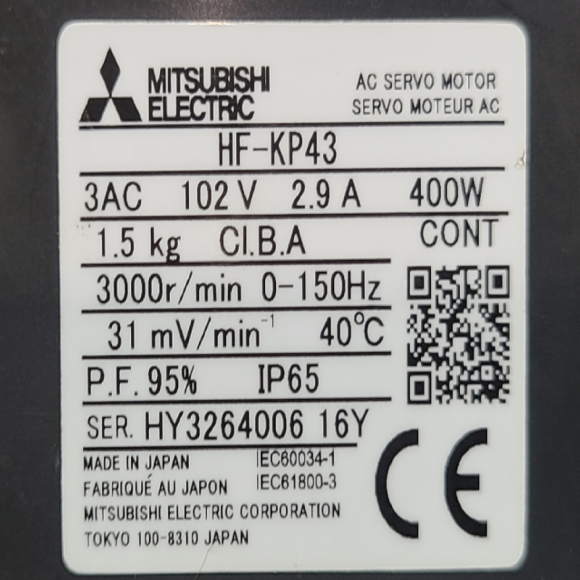 MITSUBISHI
ELECTRIC
AC SERVO MOTOR
SERVO MOTEUR AC
HF-KP43
3AC 102 V 2.9 A 400W
1.5 kg CI.B.A CONT
3000r/min 0-150Hz
31 mV/min⁻¹ 40℃
P.F. 95% IP65
SER. HY3264006 16Y
MADE IN JAPAN IEC60034-1
FABRIQUÉ AU JAPON IEC61800-3
MITSUBISHI ELECTRIC CORPORATION
TOKYO 100-8310 JAPAN
CE